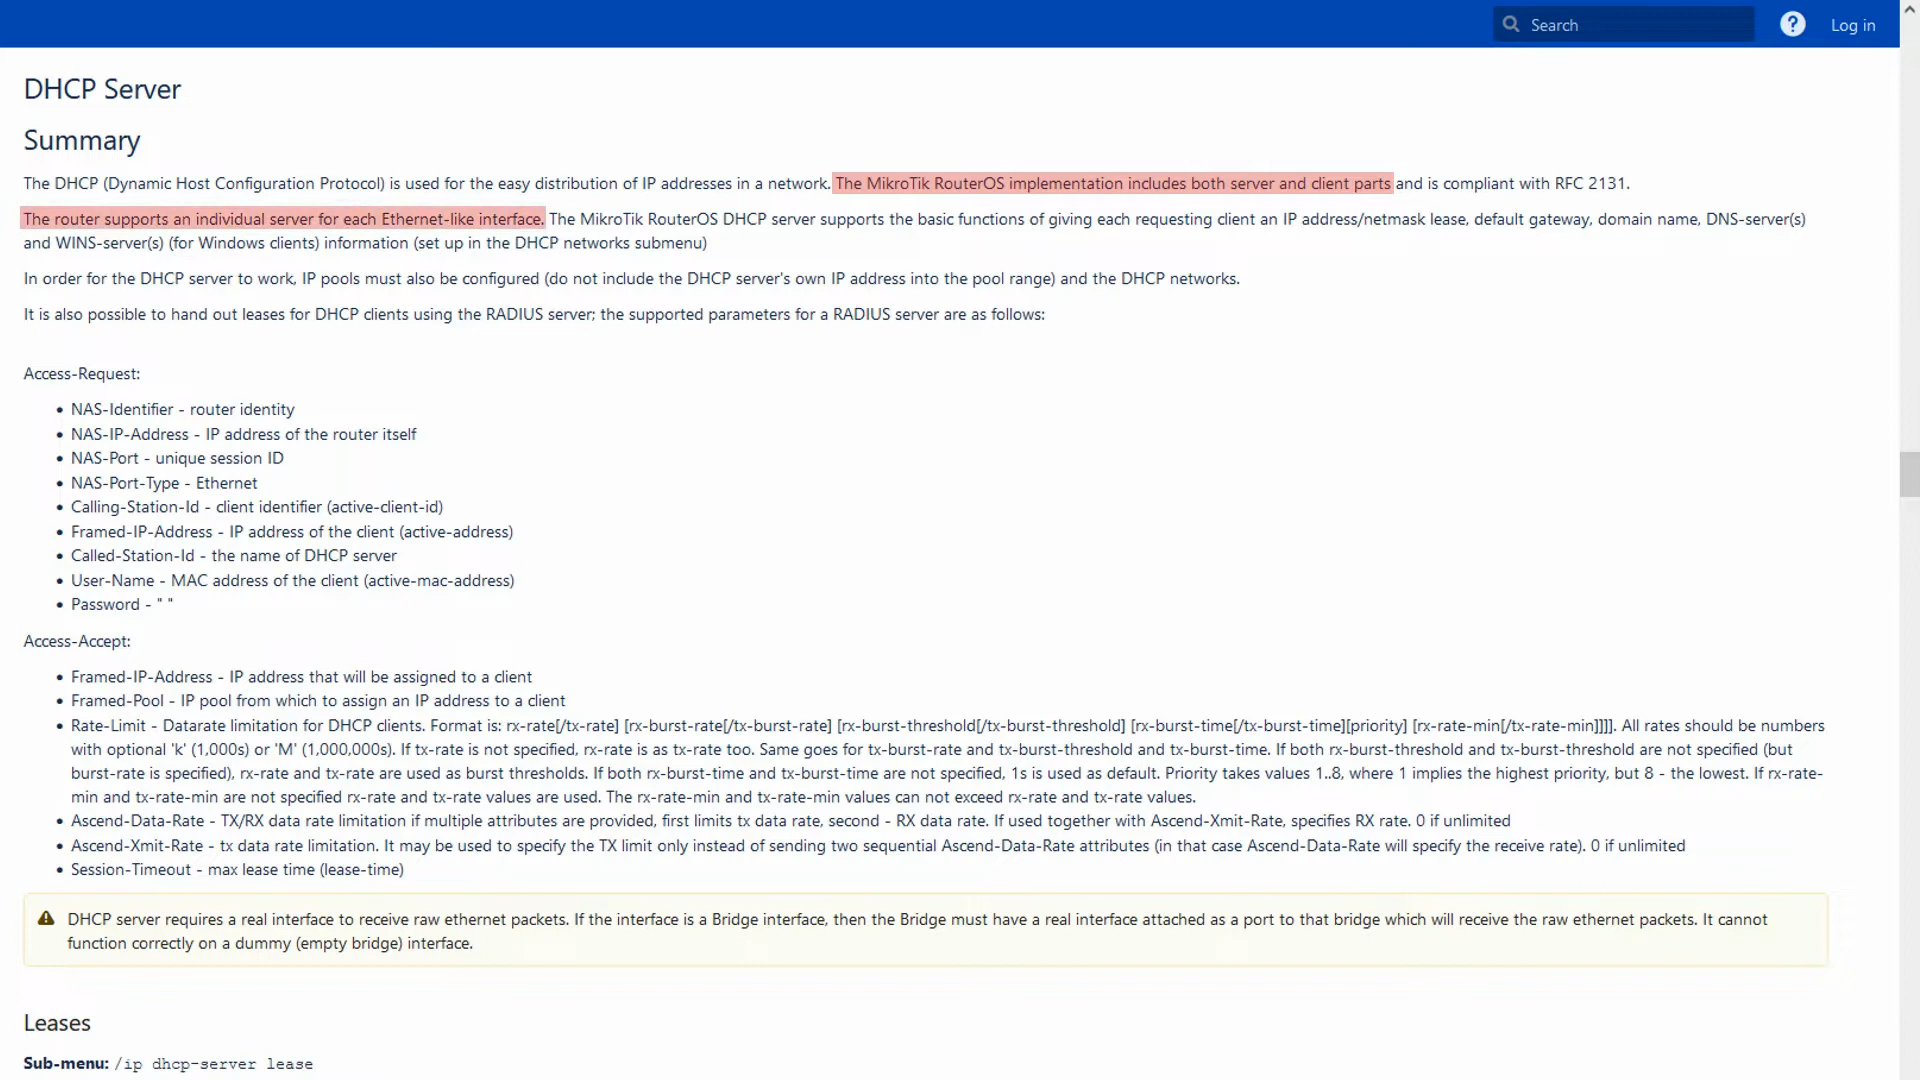 Search
Log in
DHCP Server
Summary
The DHCP (Dynamic Host Configuration Protocol) is used for the easy distribution of IP addresses in a network. The MikroTik RouterOS implementation includes both server and client parts and is compliant with RFC 2131.
The router supports an individual server for each Ethernet-like interface. The MikroTik RouterOS DHCP server supports the basic functions of giving each requesting client an IP address/netmask lease, default gateway, domain name, DNS-server(s)
and WINS-server(s) (for Windows clients) information (set up in the DHCP networks submenu)
In order for the DHCP server to work, IP pools must also be configured (do not include the DHCP server's own IP address into the pool range) and the DHCP networks.
It is also possible to hand out leases for DHCP clients using the RADIUS server; the supported parameters for a RADIUS server are as follows:
Access-Request:
• NAS-Identifier - router identity
• NAS-IP-Address - IP address of the router itself
• NAS-Port - unique session ID
• NAS-Port-Type - Ethernet
• Calling-Station-Id - client identifier (active-client-id)
• Framed-IP-Address - IP address of the client (active-address)
• Called-Station-Id - the name of DHCP server
• User-Name - MAC address of the client (active-mac-address)
• Password - " "
Access-Accept:
• Framed-IP-Address - IP address that will be assigned to a client
• Framed-Pool - IP pool from which to assign an IP address to a client
• Rate-Limit - Datarate limitation for DHCP clients. Format is: rx-rate[/tx-rate] [rx-burst-rate[/tx-burst-rate] [rx-burst-threshold[/tx-burst-threshold] [rx-burst-time[/tx-burst-time][priority] [rx-rate-min[/tx-rate-min]]]]. All rates should be numbers
with optional 'k' (1,000s) or 'M' (1,000,000s). If tx-rate is not specified, rx-rate is as tx-rate too. Same goes for tx-burst-rate and tx-burst-threshold and tx-burst-time. If both rx-burst-threshold and tx-burst-threshold are not specified (but
burst-rate is specified), rx-rate and tx-rate are used as burst thresholds. If both rx-burst-time and tx-burst-time are not specified, 1s is used as default. Priority takes values 1..8, where 1 implies the highest priority, but 8 - the lowest. If rx-rate-
min and tx-rate-min are not specified rx-rate and tx-rate values are used. The rx-rate-min and tx-rate-min values can not exceed rx-rate and tx-rate values.
• Ascend-Data-Rate - TX/RX data rate limitation if multiple attributes are provided, first limits tx data rate, second - RX data rate. If used together with Ascend-Xmit-Rate, specifies RX rate. 0 if unlimited
• Ascend-Xmit-Rate - tx data rate limitation. It may be used to specify the TX limit only instead of sending two sequential Ascend-Data-Rate attributes (in that case Ascend-Data-Rate will specify the receive rate). 0 if unlimited
• Session-Timeout - max lease time (lease-time)
DHCP server requires a real interface to receive raw ethernet packets. If the interface is a Bridge interface, then the Bridge must have a real interface attached as a port to that bridge which will receive the raw ethernet packets. It cannot
function correctly on a dummy (empty bridge) interface.
Leases
Sub-menu: /ip dhcp-server lease